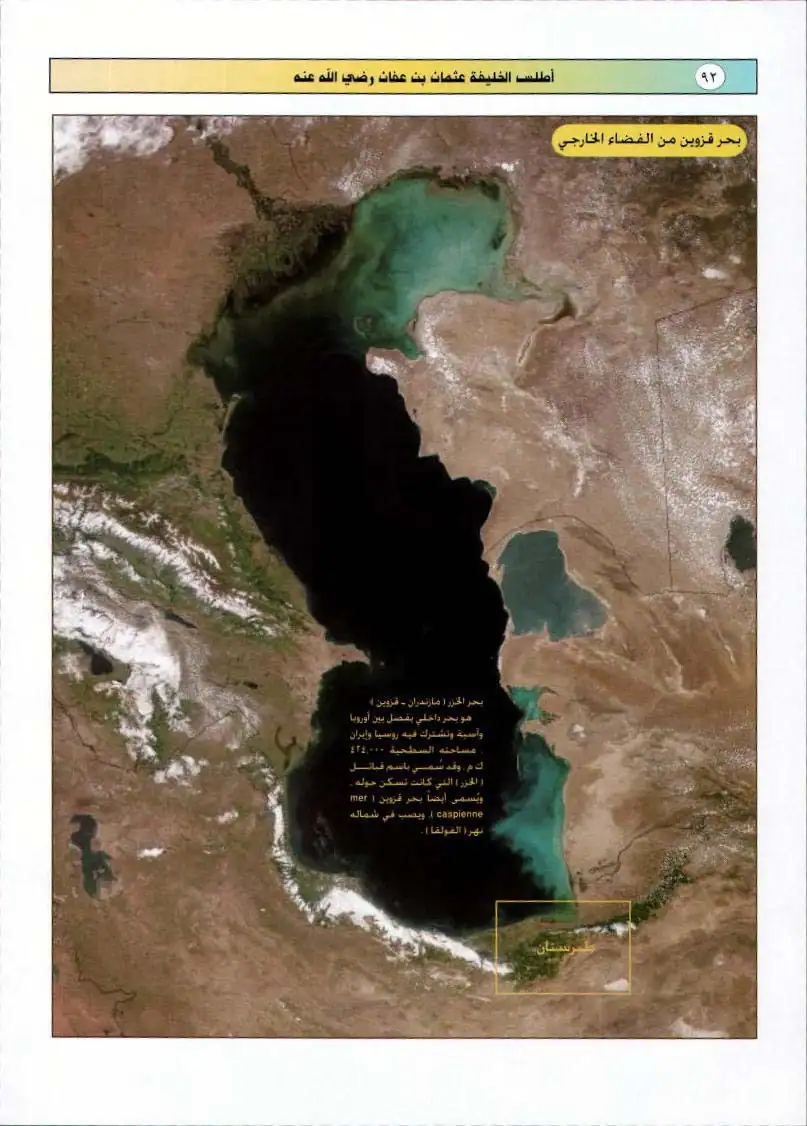 ٩٢
أطلس الخليفة عثمان بن عفان رضي الله عنه
بحر قزوين من الفضاء الخارجي
بحر الخزر ( مازندران - قزوين )
هو بحر داخلي يفصل بين أوروبا
وآسية وتشترك فيه روسيا وإيران
. مساحته السطحية ٤٢٤,٠٠٠
ك م . وقد سُمي باسم قبائل
( الخزر ) التي كانت تسكن حوله .
ويُسمى أيضاً بحر قزوين ( mer
caspienne ). ويصب في شماله
نهر ( الفولقا ) .
طبرستان